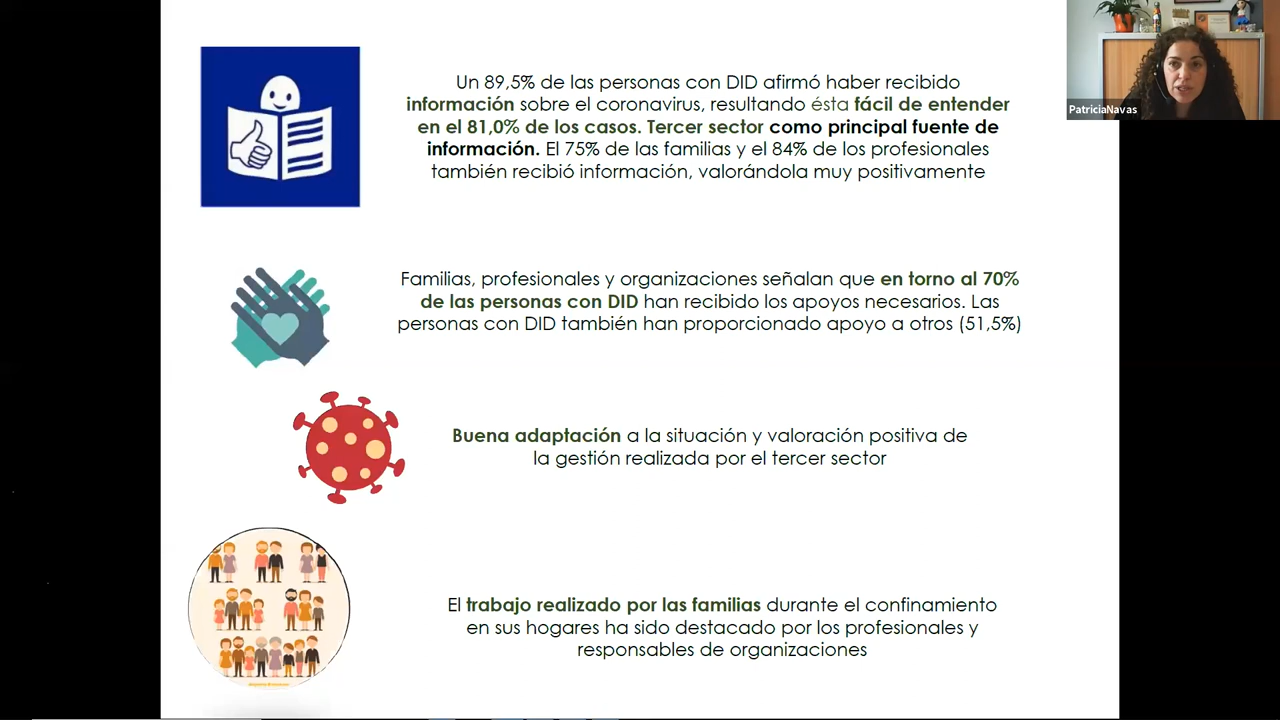 Un 89,5% de las personas con DID afirmó haber recibido
información sobre el coronavirus, resultando ésta fácil de entender
en el 81,0% de los casos. Tercer sector como principal fuente de
información. El 75% de las familias y el 84% de los profesionales
también recibió información, valorándola muy positivamente
PatriciaNavas
Familias, profesionales y organizaciones señalan que en torno al 70%
de las personas con DID han recibido los apoyos necesarios. Las
personas con DID también han proporcionado apoyo a otros (51,5%)
Buena adaptación a la situación y valoración positiva de
la gestión realizada por el tercer sector
El trabajo realizado por las familias durante el confinamiento
en sus hogares ha sido destacado por los profesionales y
responsables de organizaciones